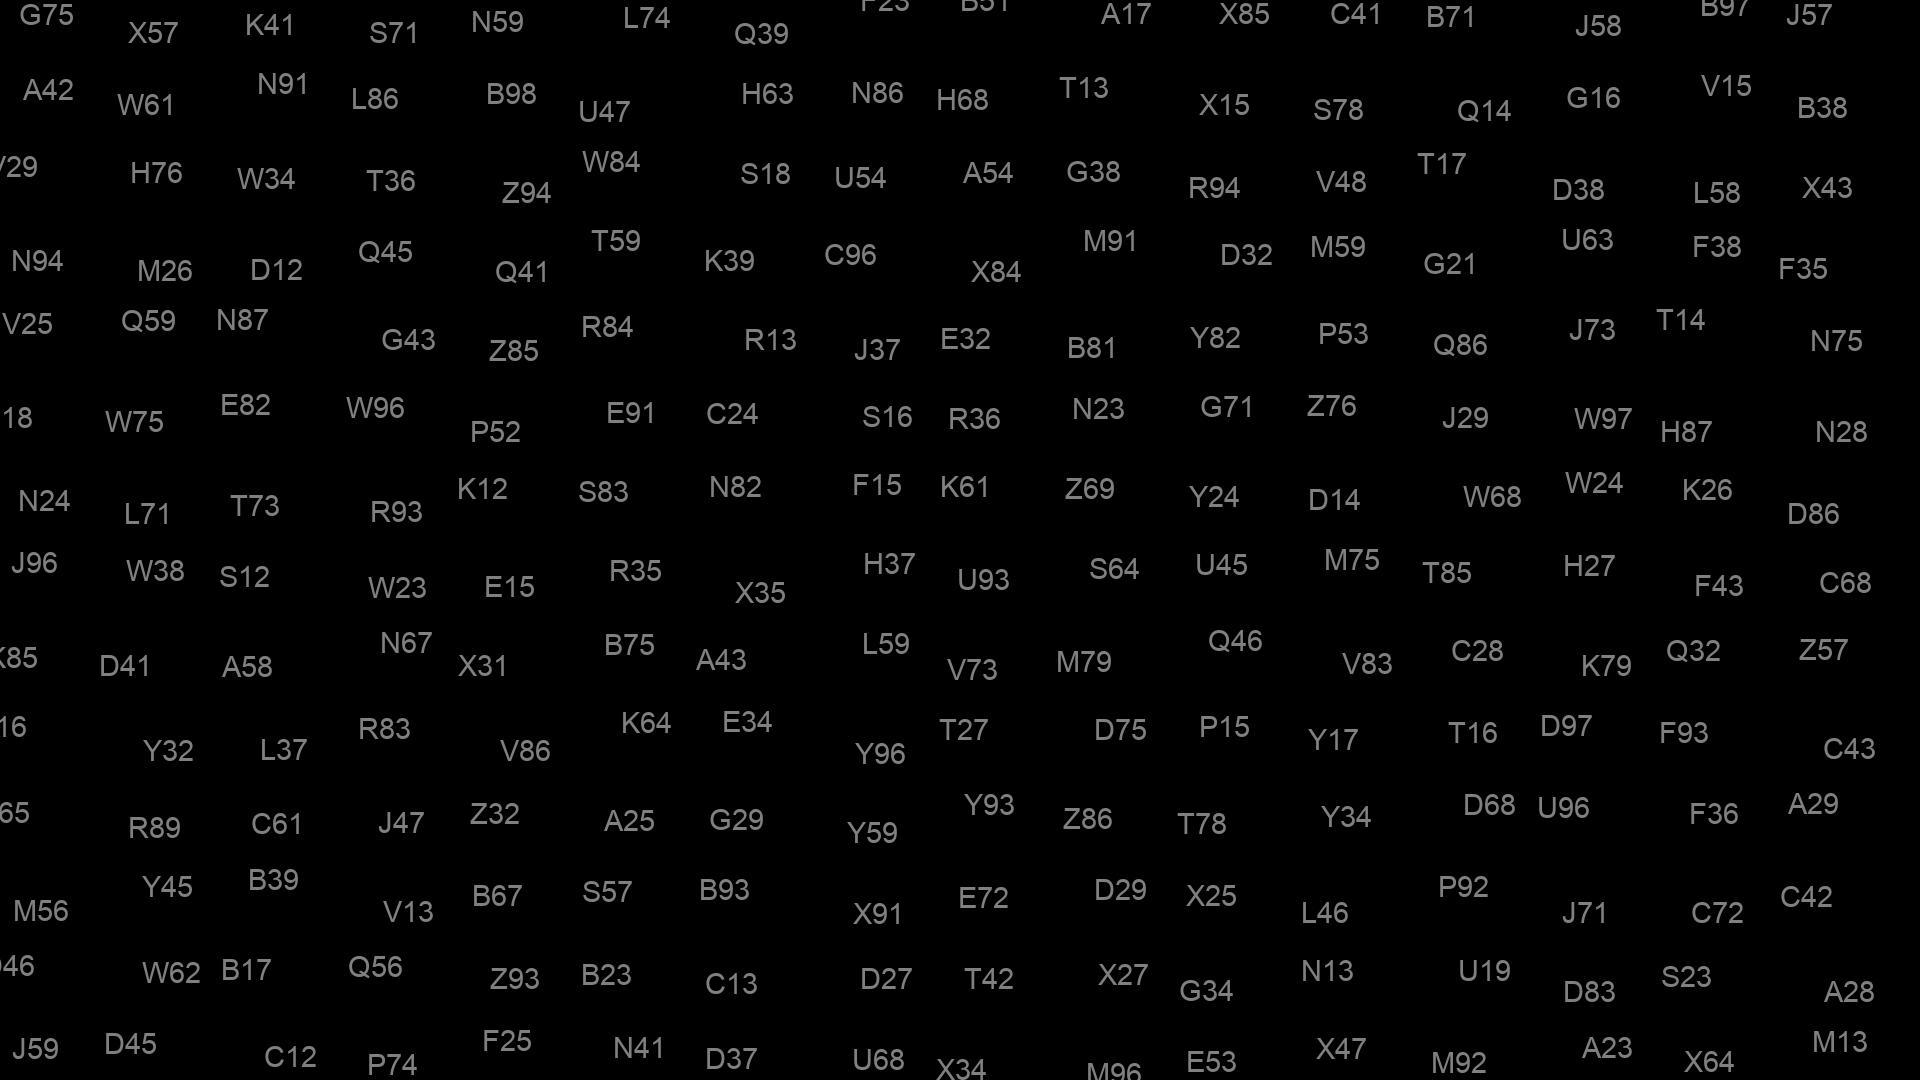 G75 X57 K41 S71 N59 L74 Q39 A17 X85 C41 B71 J58 B97 J57
A42 W61 N91 L86 B98 U47 H63 N86 H68 T13 X15 S78 Q14 G16 V15 B38
V29 H76 W34 T36 Z94 W84 S18 U54 A54 G38 R94 V48 T17 D38 L58 X43
N94 M26 D12 Q45 Q41 T59 K39 C96 X84 M91 D32 M59 G21 U63 F38 F35
V25 Q59 N87 G43 Z85 R84 R13 J37 E32 B81 Y82 P53 Q86 J73 T14 N75
18 W75 E82 W96 P52 E91 C24 S16 R36 N23 G71 Z76 J29 W97 H87 N28
N24 L71 T73 R93 K12 S83 N82 F15 K61 Z69 Y24 D14 W68 W24 K26 D86
J96 W38 S12 W23 E15 R35 X35 H37 U93 S64 U45 M75 T85 H27 F43 C68
85 D41 A58 N67 X31 B75 A43 L59 V73 M79 Q46 V83 C28 K79 Q32 Z57
16 Y32 L37 R83 V86 K64 E34 Y96 T27 D75 P15 Y17 T16 D97 F93 C43
65 R89 C61 J47 Z32 A25 G29 Y59 Y93 Z86 T78 Y34 D68 U96 F36 A29
M56 Y45 B39 V13 B67 S57 B93 X91 E72 D29 X25 L46 P92 J71 C72 C42
46 W62 B17 Q56 Z93 B23 C13 D27 T42 X27 G34 N13 U19 D83 S23 A28
J59 D45 C12 P74 F25 N41 D37 U68 X34 M96 E53 X47 M92 A23 X64 M13